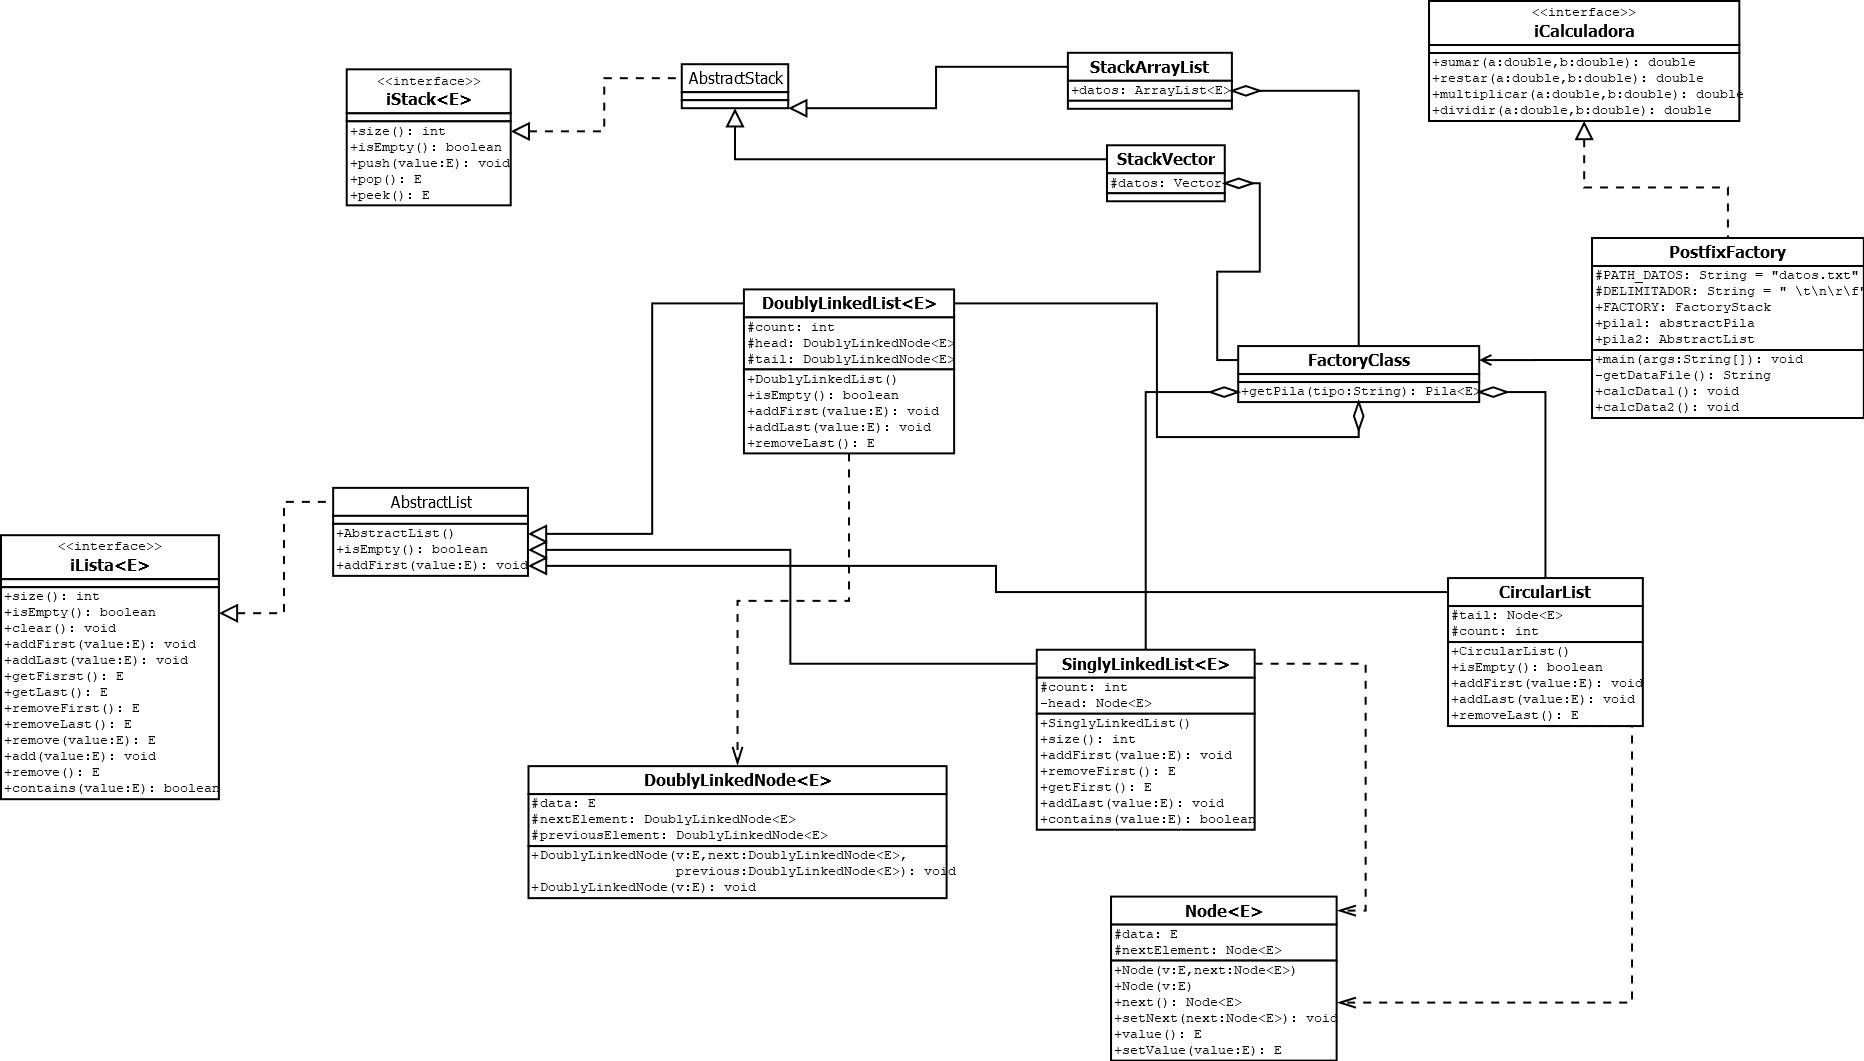 <<interface>>
iStack<E>
+size(): int
+isEmpty(): boolean
+push(value:E): void
+pop(): E
+peek(): E
AbstractStack
StackArrayList
+datos: ArrayList<E>
StackVector
#datos: Vector
<<interface>>
iCalculadora
+sumar(a:double,b:double): double
+restar(a:double,b:double): double
+multiplicar(a:double,b:double): double
+dividir(a:double,b:double): double
PostfixFactory
#PATH_DATOS: String = "datos.txt"
#DELIMITADOR: String = " \t\n\r\f"
+FACTORY: FactoryStack
+pila1: abstractPila
+pila2: AbstractList
+main(args:String[]): void
-getDataFile(): String
+calcData1(): void
+calcData2(): void
DoublyLinkedList<E>
#count: int
#head: DoublyLinkedNode<E>
#tail: DoublyLinkedNode<E>
+DoublyLinkedList()
+isEmpty(): boolean
+addFirst(value:E): void
+addLast(value:E): void
+removeLast(): E
FactoryClass
+getPila(tipo:String): Pila<E>
AbstractList
+AbstractList()
+isEmpty(): boolean
+addFirst(value:E): void
<<interface>>
iLista<E>
+size(): int
+isEmpty(): boolean
+clear(): void
+addFirst(value:E): void
+addLast(value:E): void
+getFisrst(): E
+getLast(): E
+removeFirst(): E
+removeLast(): E
+remove(value:E): E
+add(value:E): void
+remove(): E
+contains(value:E): boolean
CircularList
#tail: Node<E>
#count: int
+CircularList()
+isEmpty(): boolean
+addFirst(value:E): void
+addLast(value:E): void
+removeLast(): E
SinglyLinkedList<E>
#count: int
-head: Node<E>
+SinglyLinkedList()
+size(): int
+addFirst(value:E): void
+removeFirst(): E
+getFirst(): E
+addLast(value:E): void
+contains(value:E): boolean
DoublyLinkedNode<E>
#data: E
#nextElement: DoublyLinkedNode<E>
#previousElement: DoublyLinkedNode<E>
+DoublyLinkedNode(v:E,next:DoublyLinkedNode<E>,
previous:DoublyLinkedNode<E>): void
+DoublyLinkedNode(v:E): void
Node<E>
#data: E
#nextElement: Node<E>
+Node(v:E,next:Node<E>)
+Node(v:E)
+next(): Node<E>
+setNext(next:Node<E>): void
+value(): E
+setValue(value:E): E